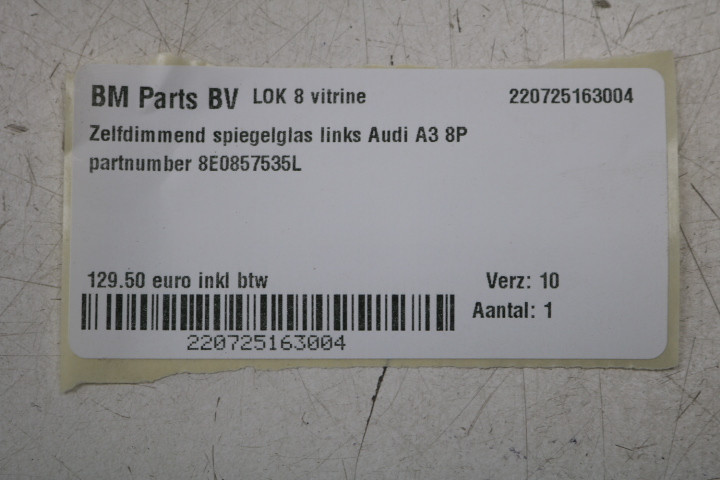 BM Parts BV LOK 8 vitrine 220725163004
Zelfdimmend spiegelglas links Audi A3 8P
partnumber 8E0857535L
129.50 euro inkl btw Verz: 10
Aantal: 1
220725163004